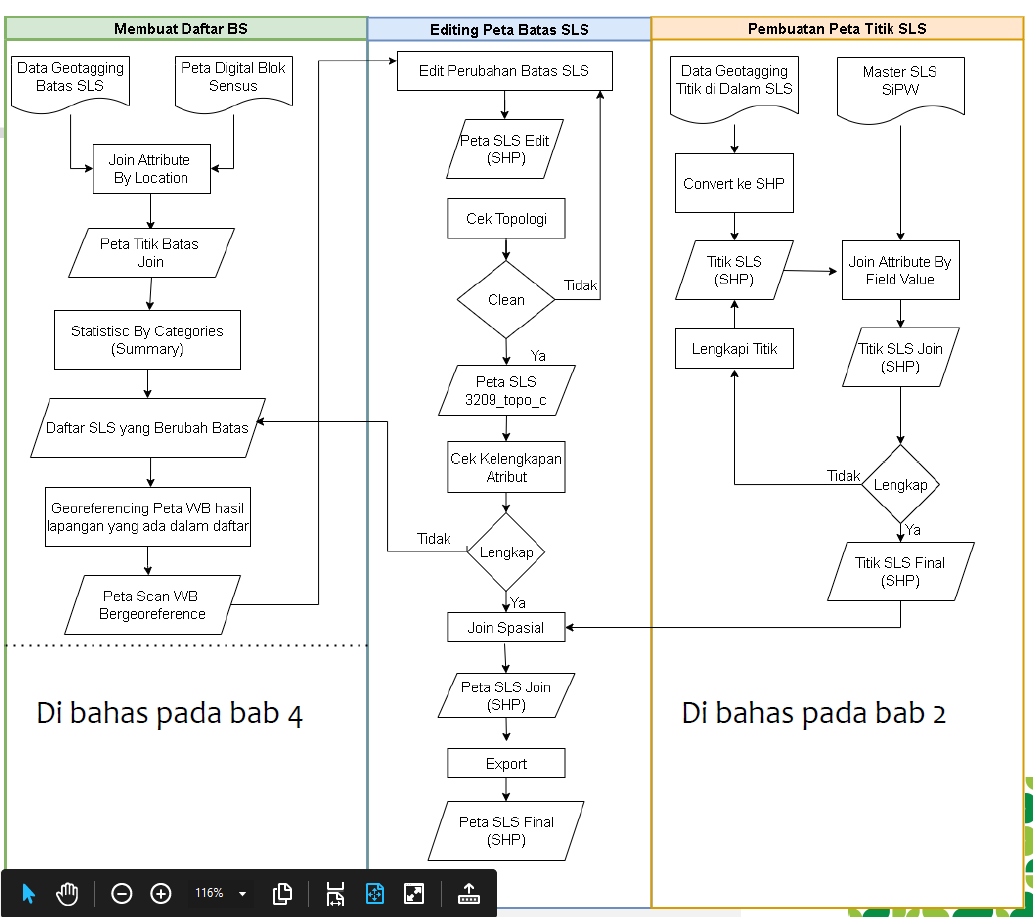 Membuat Daftar BS
Data Geotagging
Batas SLS
Peta Digital Blok
Sensus
Join Attribute
By Location
Peta Titik Batas
Join
Statistisc By Categories
(Summary)
Daftar SLS yang Berubah Batas
Georeferencing Peta WB hasil
lapangan yang ada dalam daftar
Peta Scan WB
Bergeoreference
Di bahas pada bab 4
Editing Peta Batas SLS
Edit Perubahan Batas SLS
Peta SLS Edit
(SHP)
Cek Topologi
Clean
Tidak
Ya
Peta SLS
3209_topo_c
Cek Kelengkapan
Atribut
Tidak
Lengkap
Ya
Join Spasial
Peta SLS Join
(SHP)
Export
Peta SLS Final
(SHP)
Pembuatan Peta Titik SLS
Data Geotagging
Titik di Dalam SLS
Master SLS
SiPW
Convert ke SHP
Titik SLS
(SHP)
Join Attribute By
Field Value
Lengkapi Titik
Titik SLS Join
(SHP)
Tidak
Lengkap
Ya
Titik SLS Final
(SHP)
Di bahas pada bab 2
116%